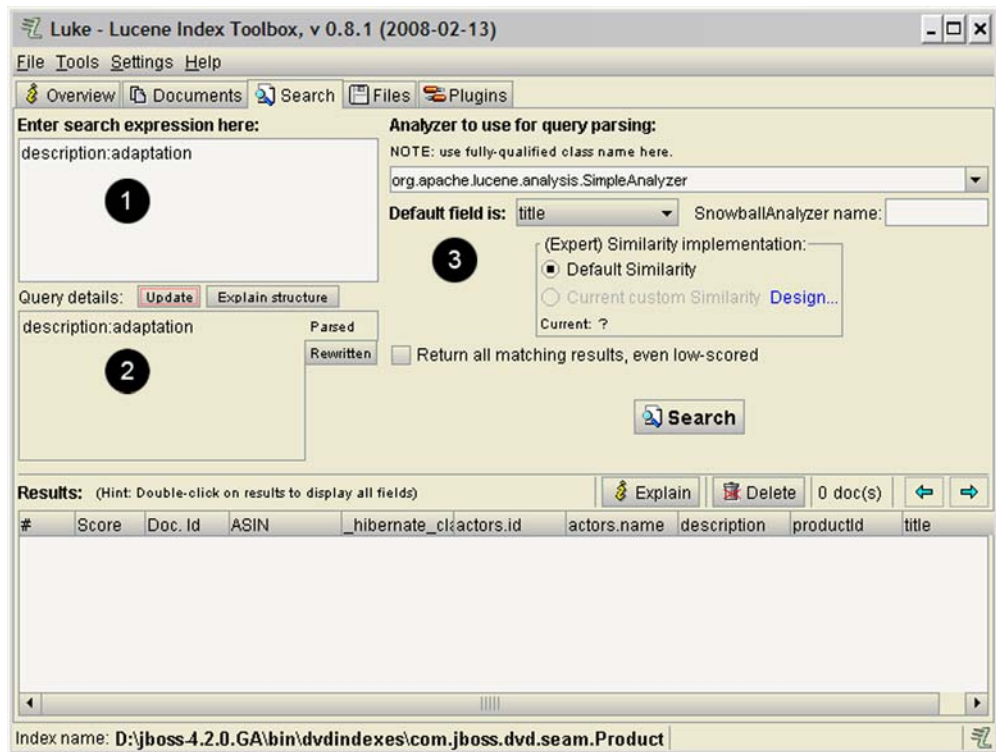 Luke - Lucene Index Toolbox, v 0.8.1 (2008-02-13)
File Tools Settings Help
Overview Documents Search Files Plugins
Enter search expression here:
description:adaptation
1
Analyzer to use for query parsing:
NOTE: use fully-qualified class name here.
org.apache.lucene.analysis.SimpleAnalyzer
Default field is: title SnowballAnalyzer name:
3
(Expert) Similarity implementation:
Default Similarity
Current custom Similarity Design...
Current: ?
Query details: Update Explain structure
description:adaptation
Parsed
Rewritten
2
Return all matching results, even low-scored
Search
Results: (Hint: Double-click on results to display all fields) Explain Delete 0 doc(s)
# Score Doc. Id ASIN _hibernate_cla actors.id actors.name description productId title
Index name: D:\jboss-4.2.0.GA\bin\dvdindexes\com.jboss.dvd.seam.Product